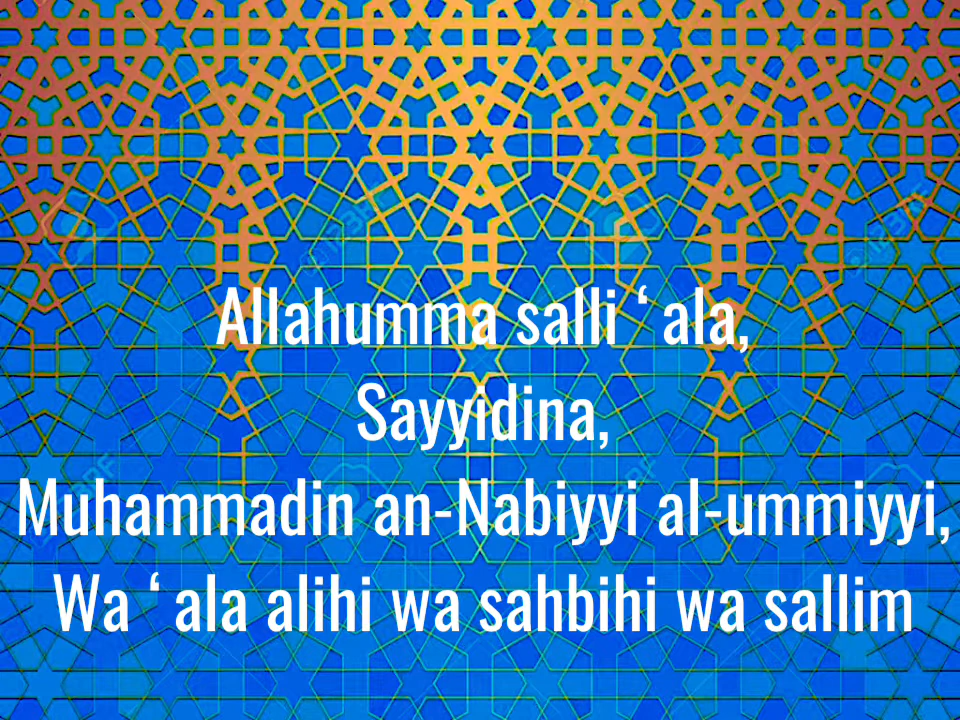 Allahumma salli ‘ ala,
Sayyidina,
Muhammadin an-Nabiyyi al-ummiyyi,
Wa ‘ ala alihi wa sahbihi wa sallim